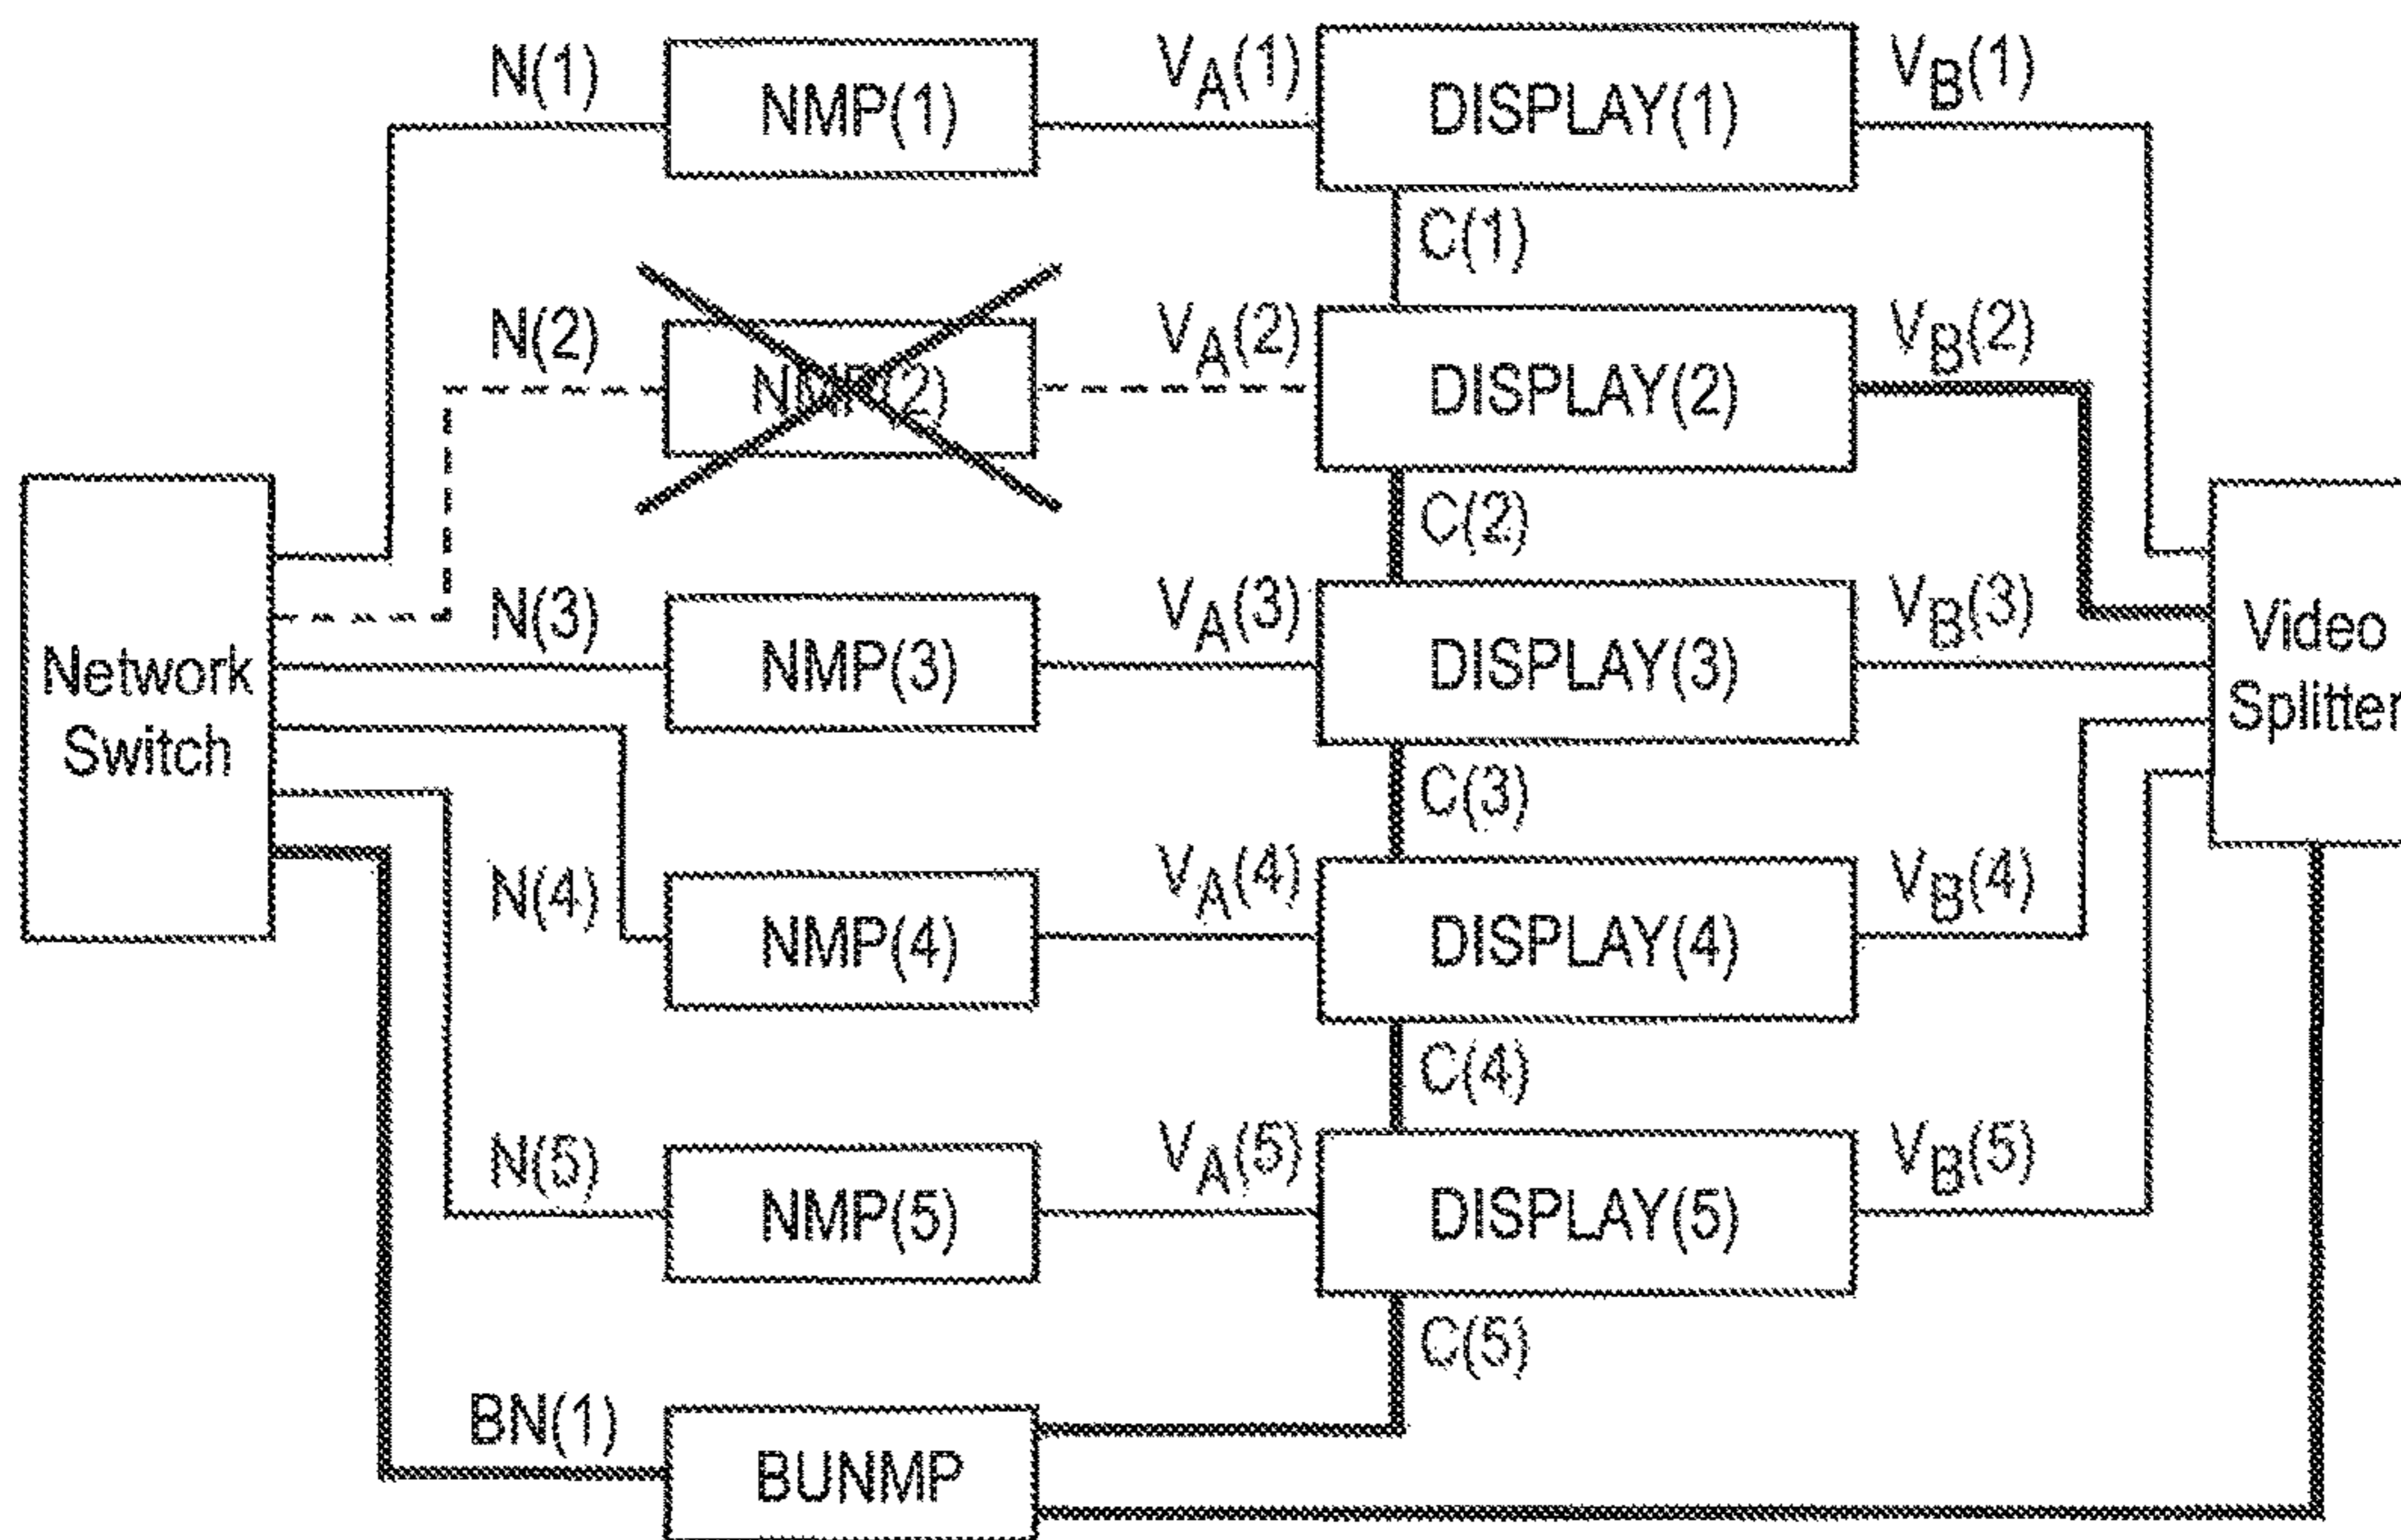 N(1)
NMP(1)
VA(1)
DISPLAY(1)
VB(1)
C(1)
N(2)
NMP(2)
VA(2)
DISPLAY(2)
VB(2)
C(2)
N(3)
NMP(3)
VA(3)
DISPLAY(3)
VB(3)
Network
Switch
Video
Splitter
C(3)
N(4)
NMP(4)
VA(4)
DISPLAY(4)
VB(4)
C(4)
N(5)
NMP(5)
VA(5)
DISPLAY(5)
VB(5)
C(5)
BN(1)
BUNMP